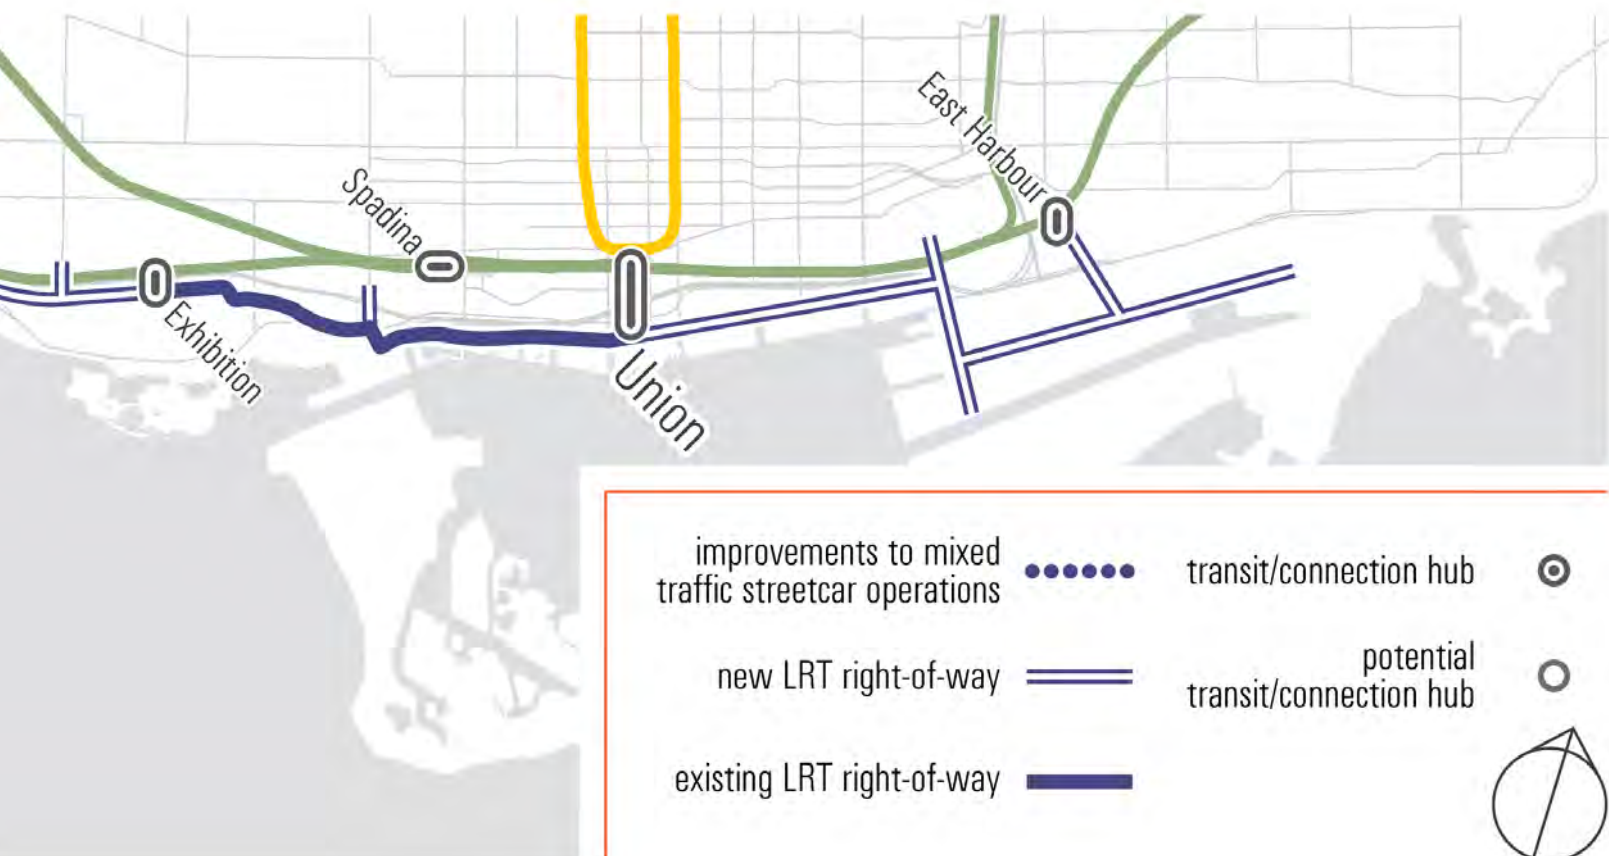 East Harbour
Spadina
Exhibition
Union
improvements to mixed
traffic streetcar operations
transit/connection hub
new LRT right-of-way
potential
transit/connection hub
existing LRT right-of-way